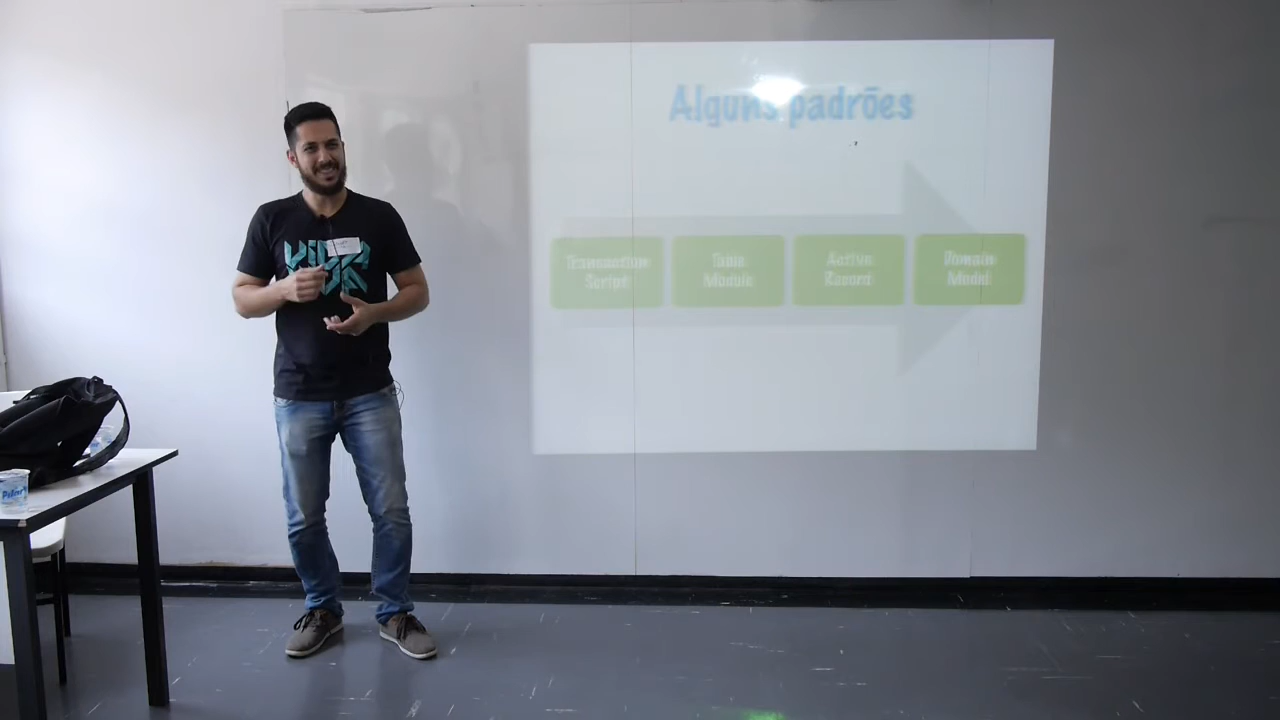 Alguns padrões
Transaction
Script
Table
Module
Active
Record
Domain
Model